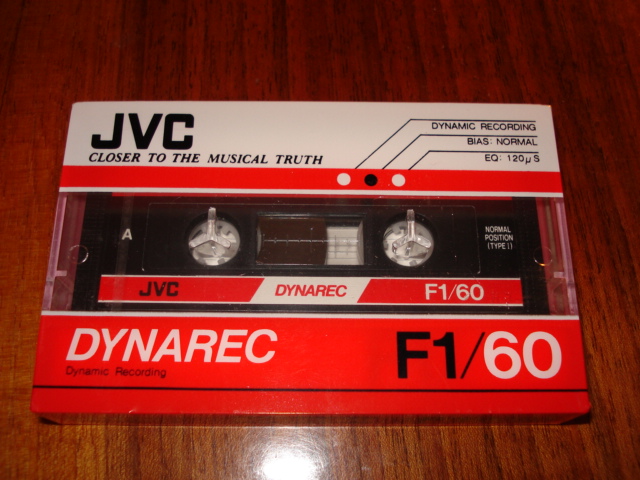 JVC
CLOSER TO THE MUSICAL TRUTH
DYNAMIC RECORDING
BIAS: NORMAL
EQ: 120μS
A
NORMAL
POSITION
(TYPE I)
JVC
DYNAREC
F1/60
DYNAREC
Dynamic Recording
F1/60